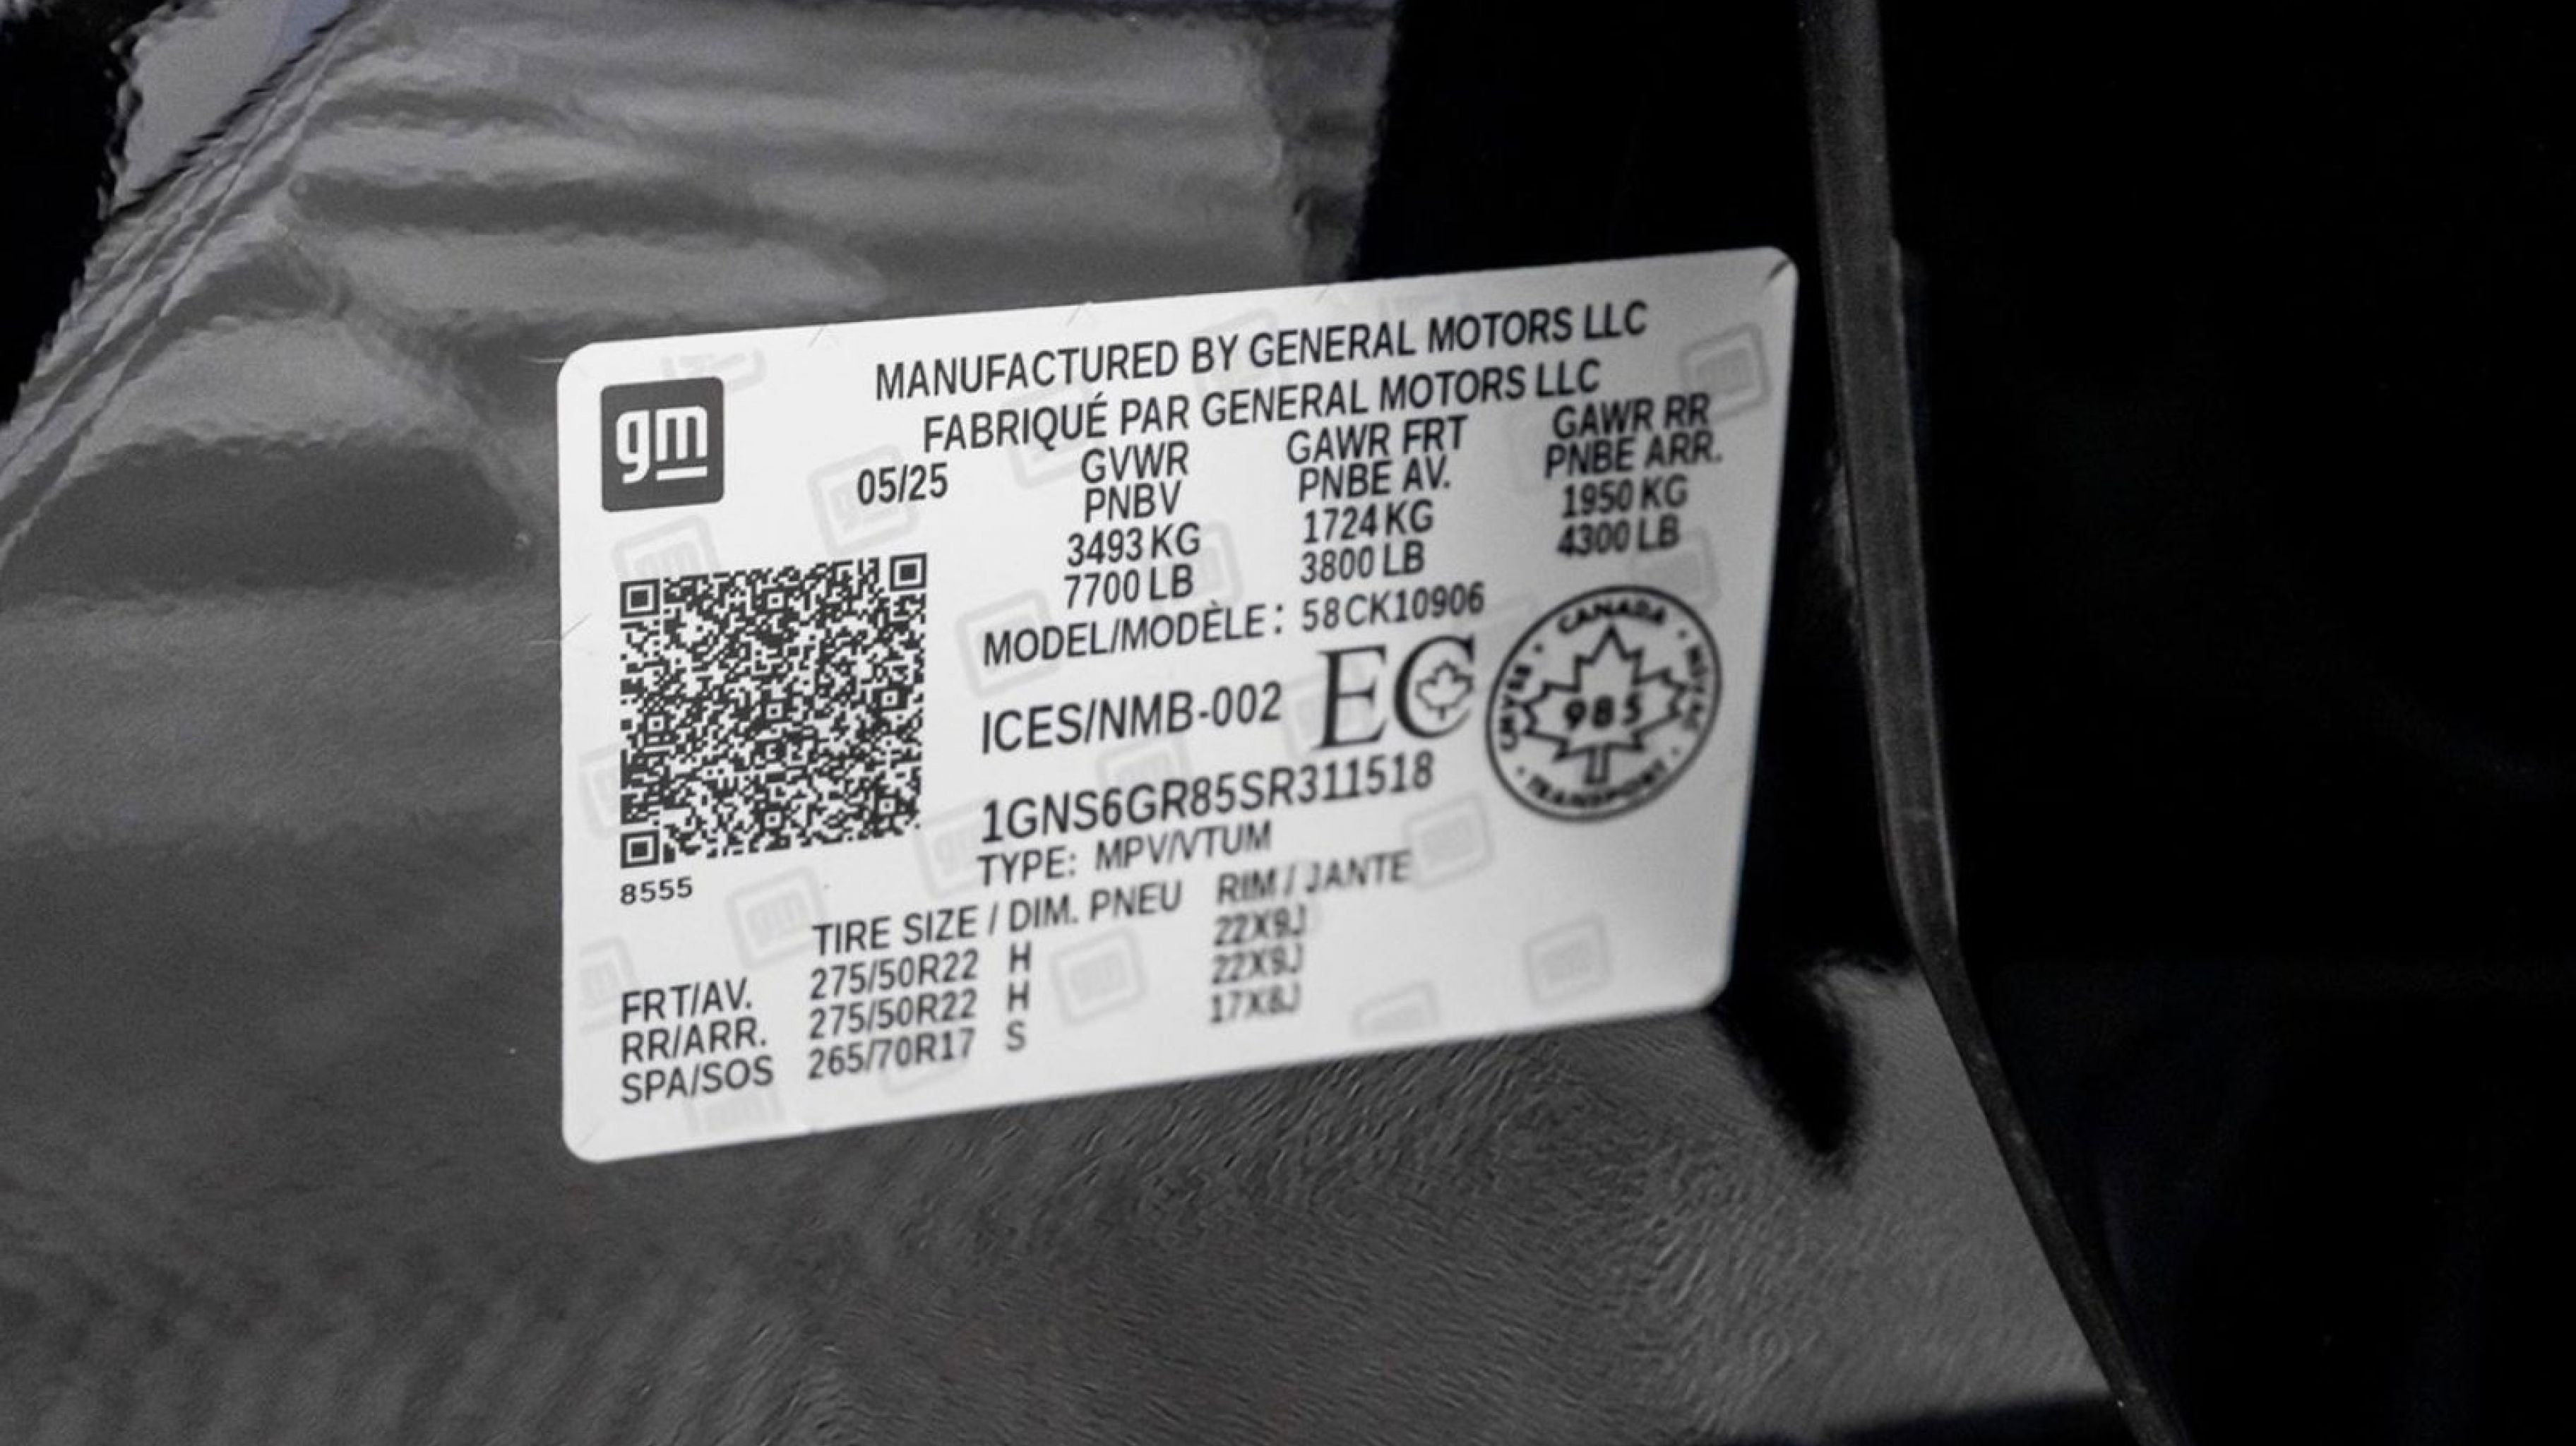 MANUFACTURED BY GENERAL MOTORS LLC
FABRIQUÉ PAR GENERAL MOTORS LLC
gm
05/25
GVWR GAWR FRT GAWR RR
PNBV PNBE AV. PNBE ARR.
3493 KG 1724 KG 1950 KG
7700 LB 3800 LB 4300 LB
MODEL/MODÈLE: 58CK10906
ICES/NMB-002 EC
CANADA • NSVAC • TRANSPORT • CMVSS •
985
1GNS6GR85SR311518
TYPE: MPV/VTUM
8555
TIRE SIZE / DIM. PNEU RIM / JANTE
FRT/AV. 275/50R22 H 22X9J
RR/ARR. 275/50R22 H 22X9J
SPA/SOS 265/70R17 S 17X8J